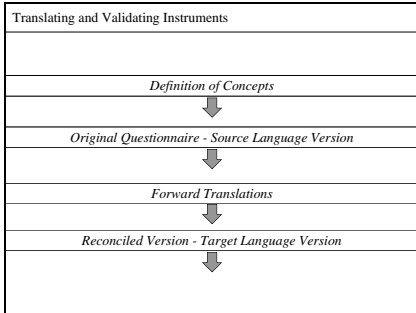 Translating and Validating Instruments
Definition of Concepts
Original Questionnaire - Source Language Version
Forward Translations
Reconciled Version - Target Language Version